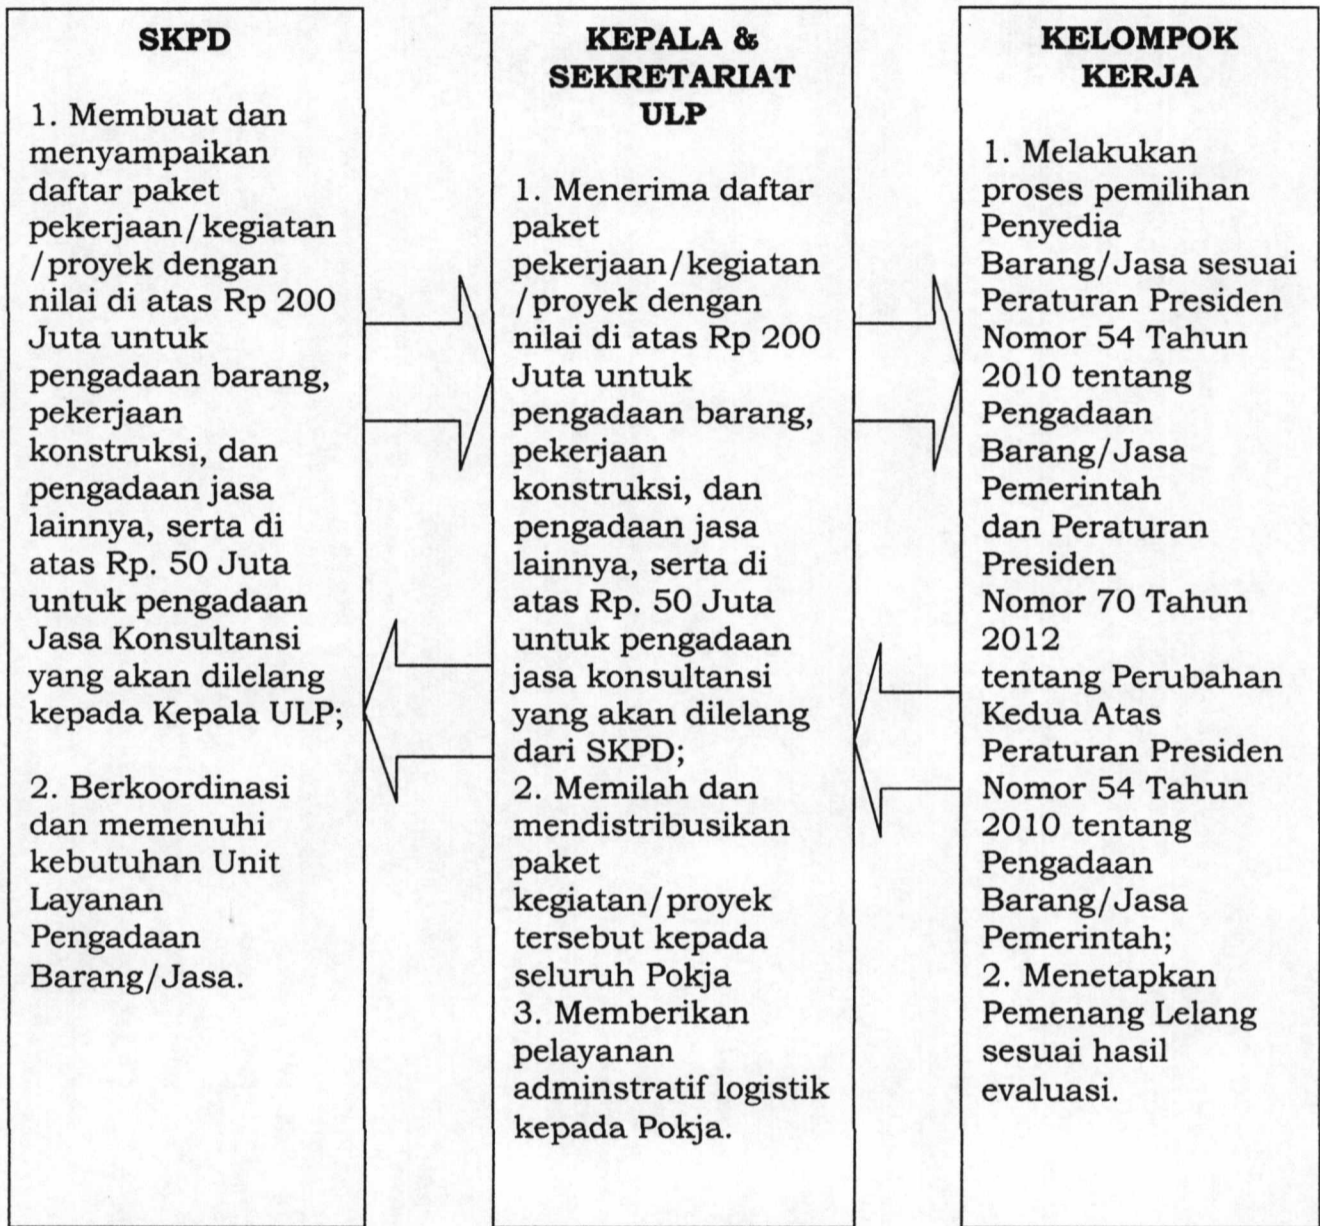 SKPD
1. Membuat dan
menyampaikan
daftar paket
pekerjaan/kegiatan
/proyek dengan
nilai di atas Rp 200
Juta untuk
pengadaan barang,
pekerjaan
konstruksi, dan
pengadaan jasa
lainnya, serta di
atas Rp. 50 Juta
untuk pengadaan
Jasa Konsultansi
yang akan dilelang
kepada Kepala ULP;
2. Berkoordinasi
dan memenuhi
kebutuhan Unit
Layanan
Pengadaan
Barang/Jasa.
KEPALA &
SEKRETARIAT
ULP
1. Menerima daftar
paket
pekerjaan/kegiatan
/proyek dengan
nilai di atas Rp 200
Juta untuk
pengadaan barang,
pekerjaan
konstruksi, dan
pengadaan jasa
lainnya, serta di
atas Rp. 50 Juta
untuk pengadaan
jasa konsultansi
yang akan dilelang
dari SKPD;
2. Memilah dan
mendistribusikan
paket
kegiatan/proyek
tersebut kepada
seluruh Pokja
3. Memberikan
pelayanan
adminstratif logistik
kepada Pokja.
KELOMPOK
KERJA
1. Melakukan
proses pemilihan
Penyedia
Barang/Jasa sesuai
Peraturan Presiden
Nomor 54 Tahun
2010 tentang
Pengadaan
Barang/Jasa
Pemerintah
dan Peraturan
Presiden
Nomor 70 Tahun
2012
tentang Perubahan
Kedua Atas
Peraturan Presiden
Nomor 54 Tahun
2010 tentang
Pengadaan
Barang/Jasa
Pemerintah;
2. Menetapkan
Pemenang Lelang
sesuai hasil
evaluasi.